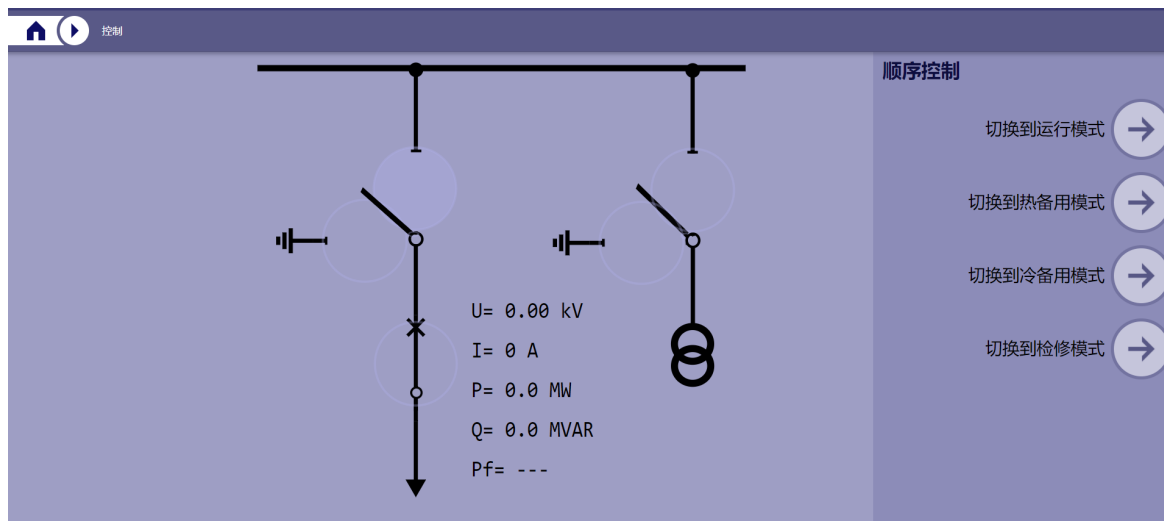 控制
顺序控制
切换到运行模式
切换到热备用模式
切换到冷备用模式
切换到检修模式
U= 0.00 kV
I= 0 A
P= 0.0 MW
Q= 0.0 MVAR
Pf= ---